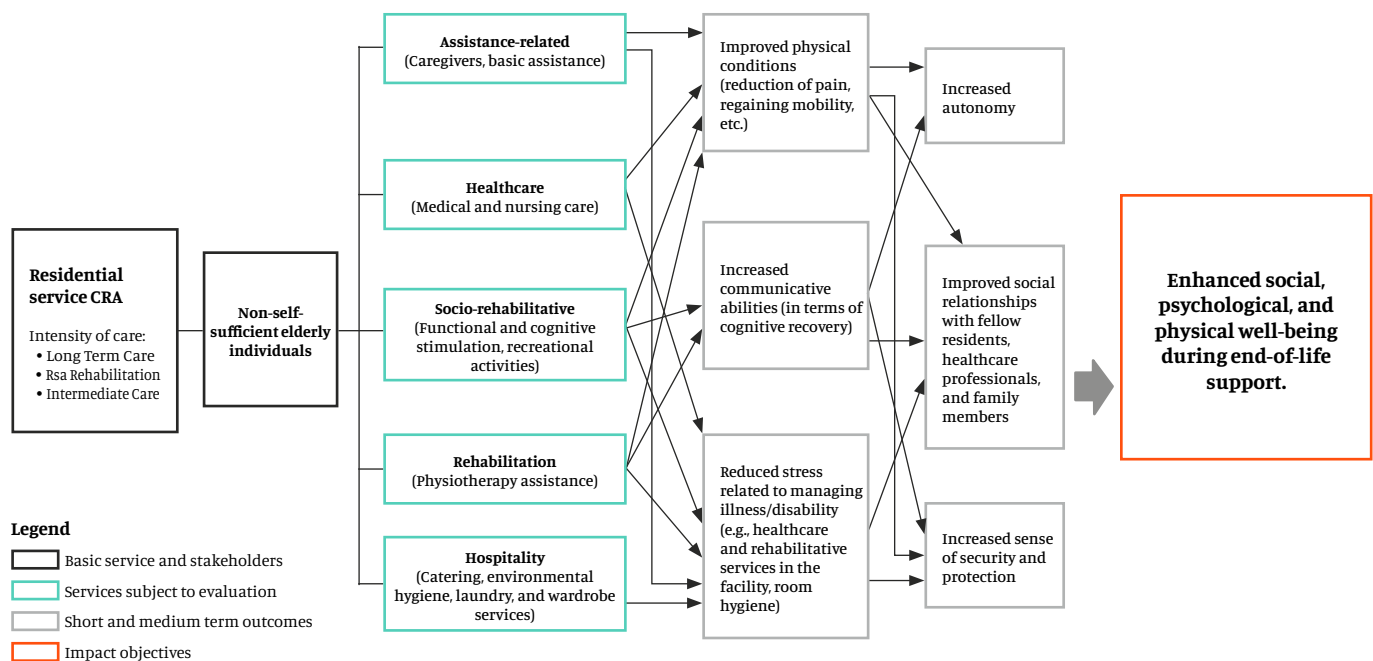 Residential
service CRA
Intensity of care:
• Long Term Care
• Rsa Rehabilitation
• Intermediate Care
Non-self-
sufficient elderly
individuals
Assistance-related
(Caregivers, basic assistance)
Healthcare
(Medical and nursing care)
Socio-rehabilitative
(Functional and cognitive
stimulation, recreational
activities)
Rehabilitation
(Physiotherapy assistance)
Hospitality
(Catering, environmental
hygiene, laundry, and wardrobe
services)
Improved physical
conditions
(reduction of pain,
regaining mobility,
etc.)
Increased
communicative
abilities (in terms of
cognitive recovery)
Reduced stress
related to managing
illness/disability
(e.g., healthcare
and rehabilitative
services in the
facility, room
hygiene)
Increased
autonomy
Improved social
relationships
with fellow
residents,
healthcare
professionals,
and family
members
Increased sense
of security and
protection
Enhanced social,
psychological, and
physical well-being
during end-of-life
support.
Legend
Basic service and stakeholders
Services subject to evaluation
Short and medium term outcomes
Impact objectives